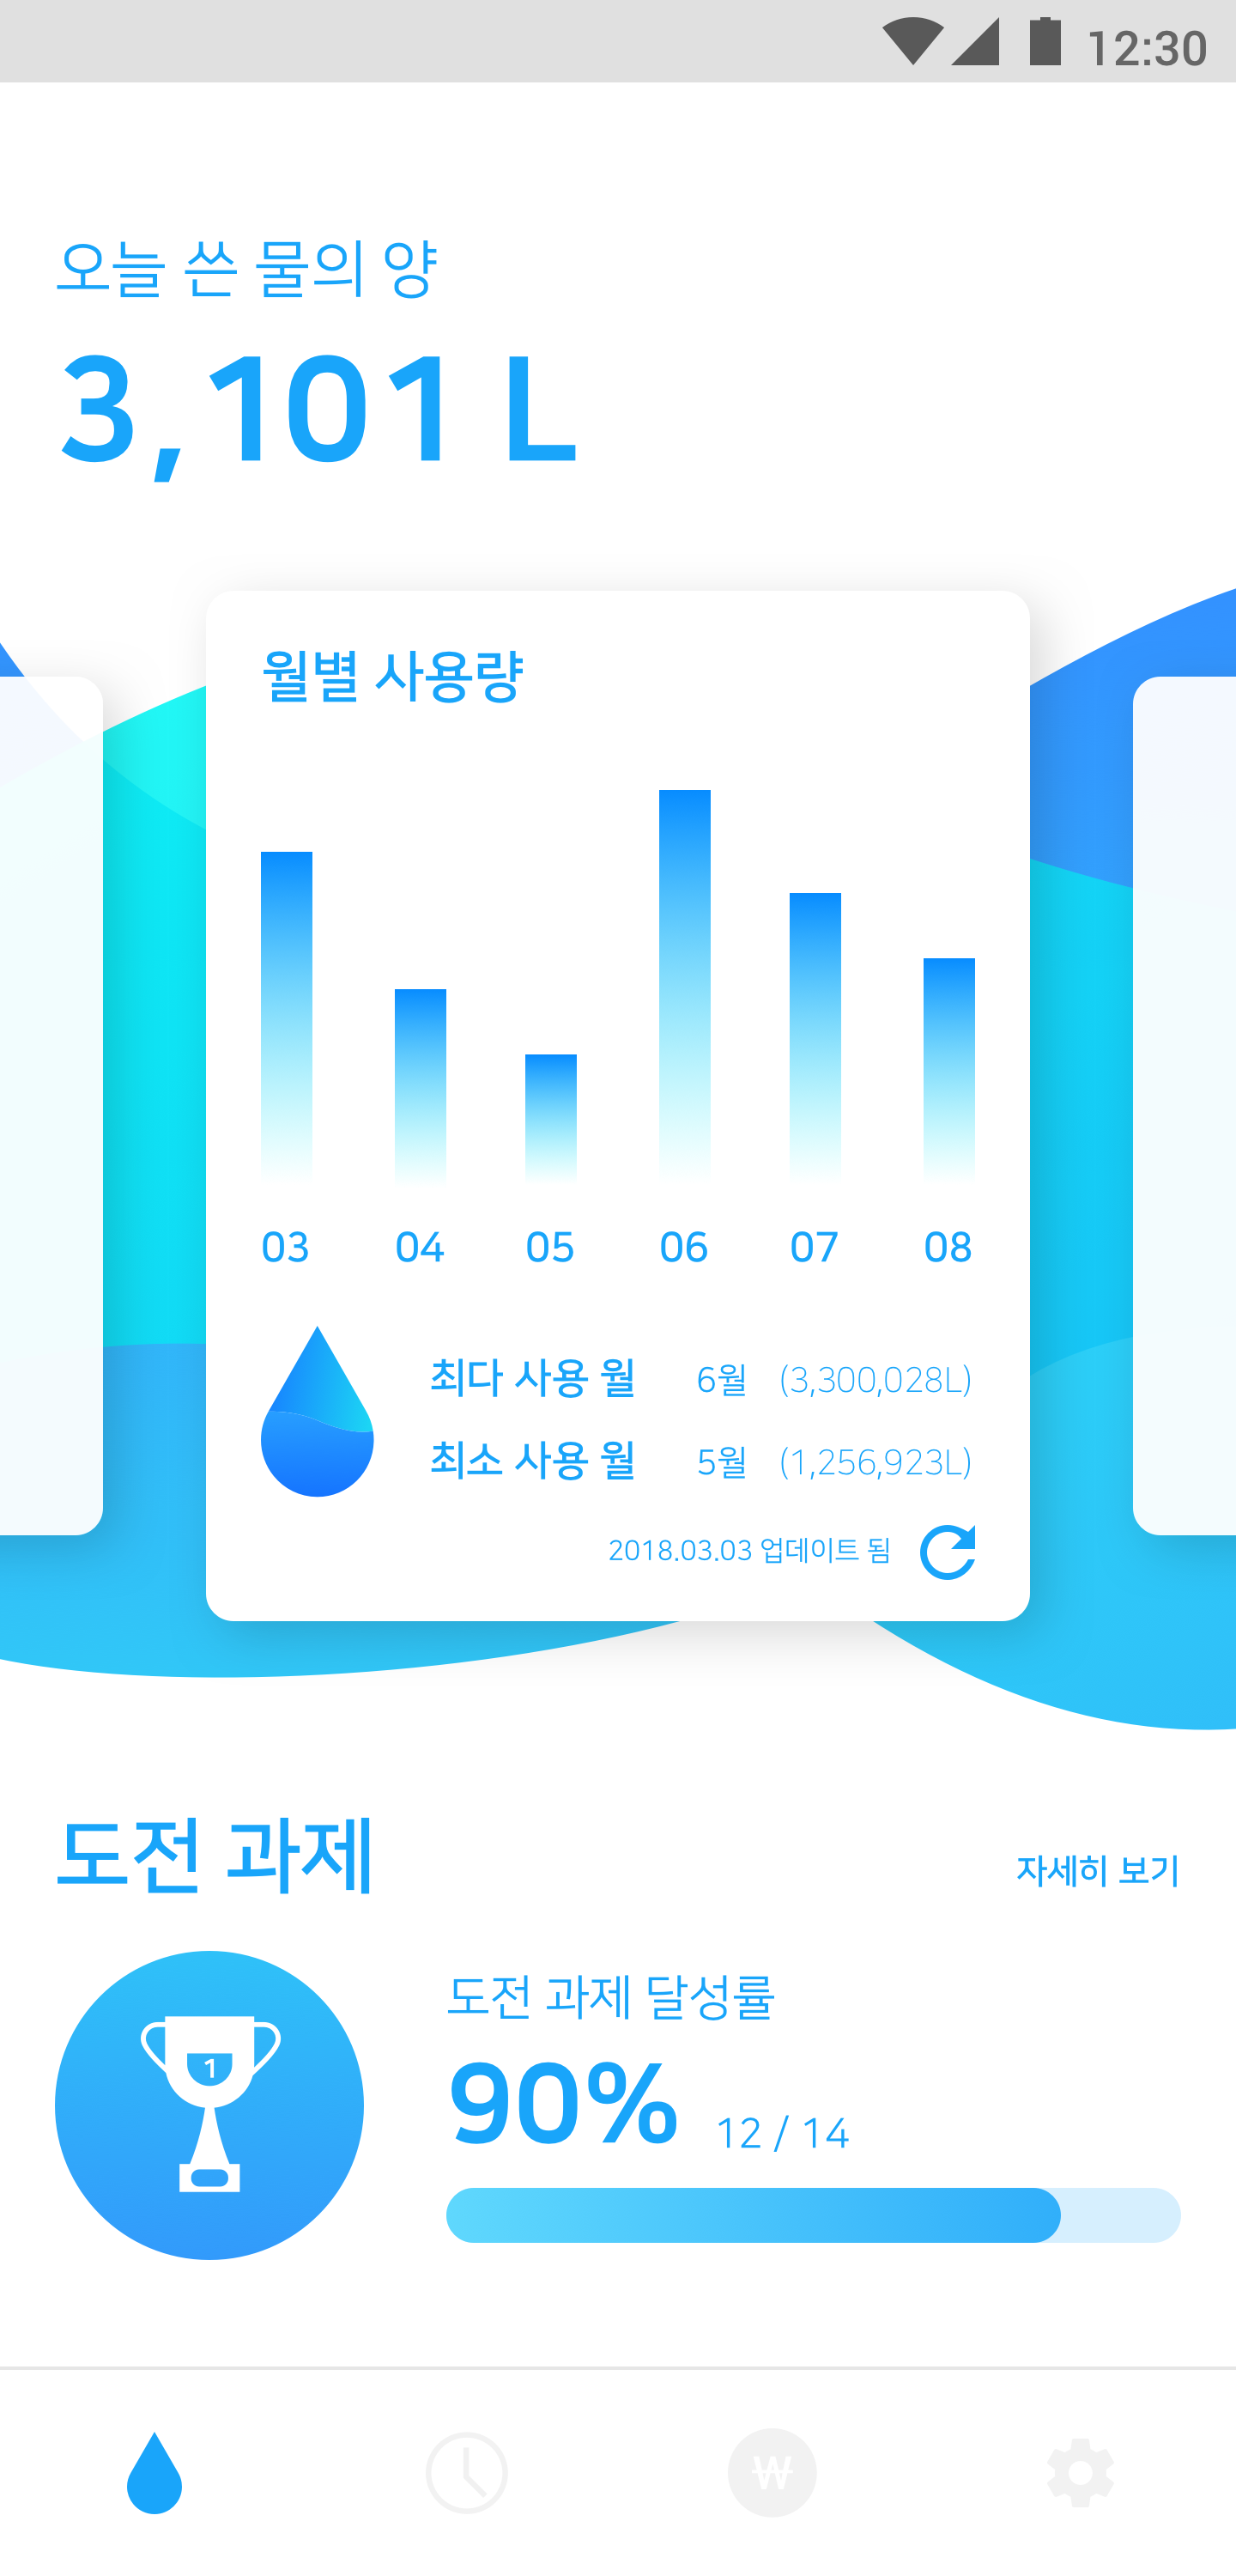 12:30
오늘 쓴 물의 양
3,101 L
월별 사용량
03 04 05 06 07 08
최다 사용 월 6월 (3,300,028L)
최소 사용 월 5월 (1,256,923L)
2018.03.03 업데이트 됨
도전 과제
자세히 보기
1
도전 과제 달성률
90% 12 / 14
₩